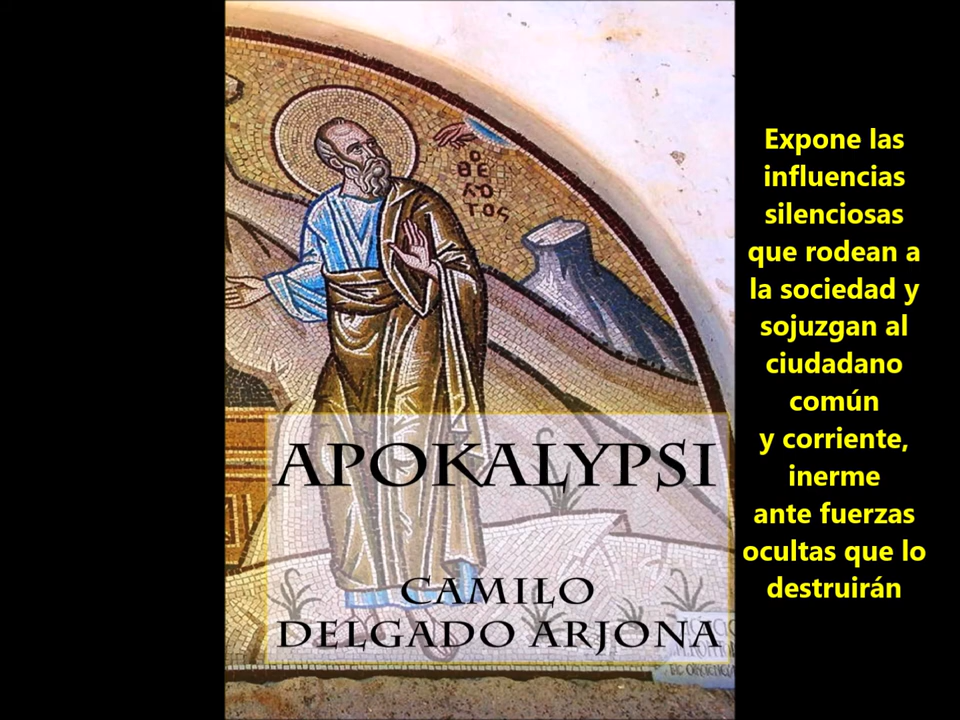 Ο
ΘΕ
ΛΟ
ΤΟς
APOKALYPSI
CAMILO
DELGADO ARJONA
Expone las
influencias
silenciosas
que rodean a
la sociedad y
sojuzgan al
ciudadano
común
y corriente,
inerme
ante fuerzas
ocultas que lo
destruirán